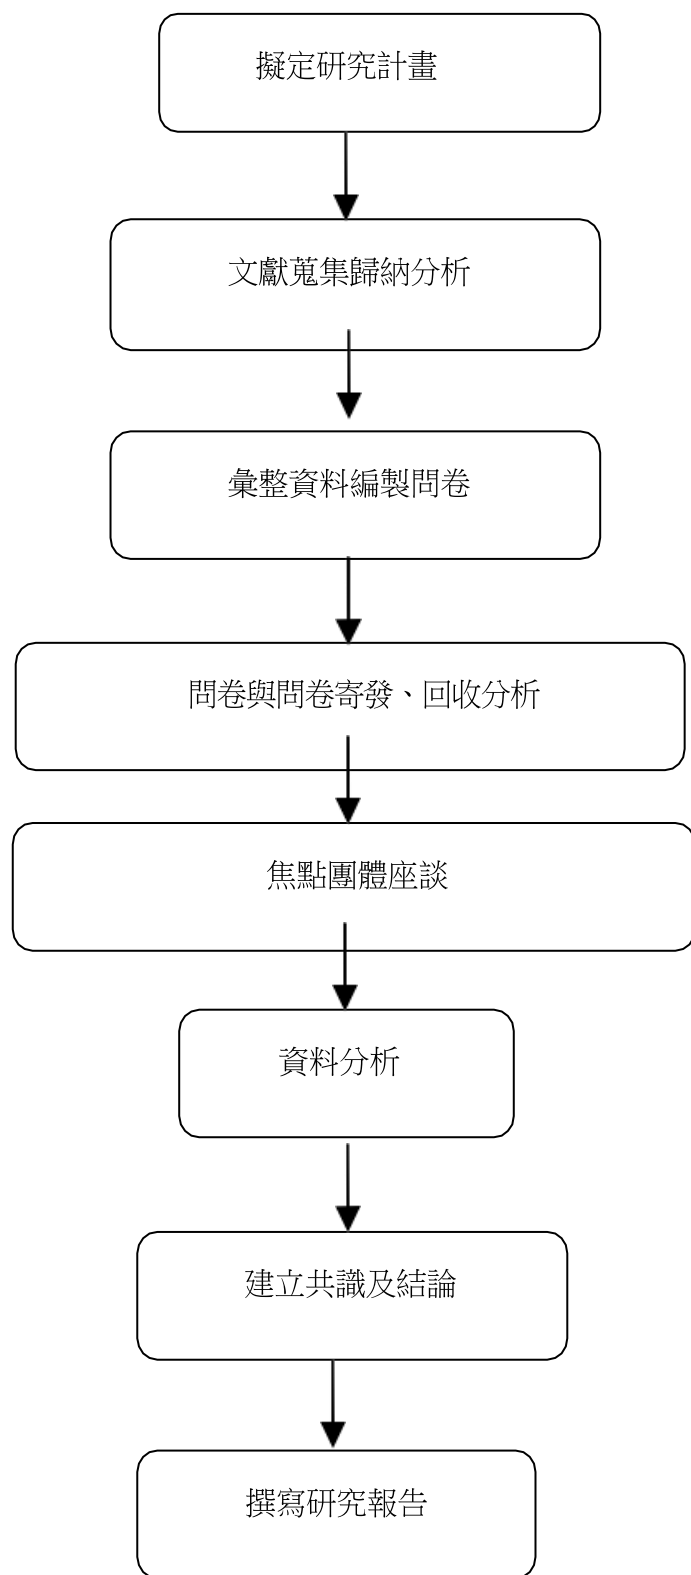 擬定研究計畫
文獻蒐集歸納分析
彙整資料編製問卷
問卷與問卷寄發、回收分析
焦點團體座談
資料分析
建立共識及結論
撰寫研究報告